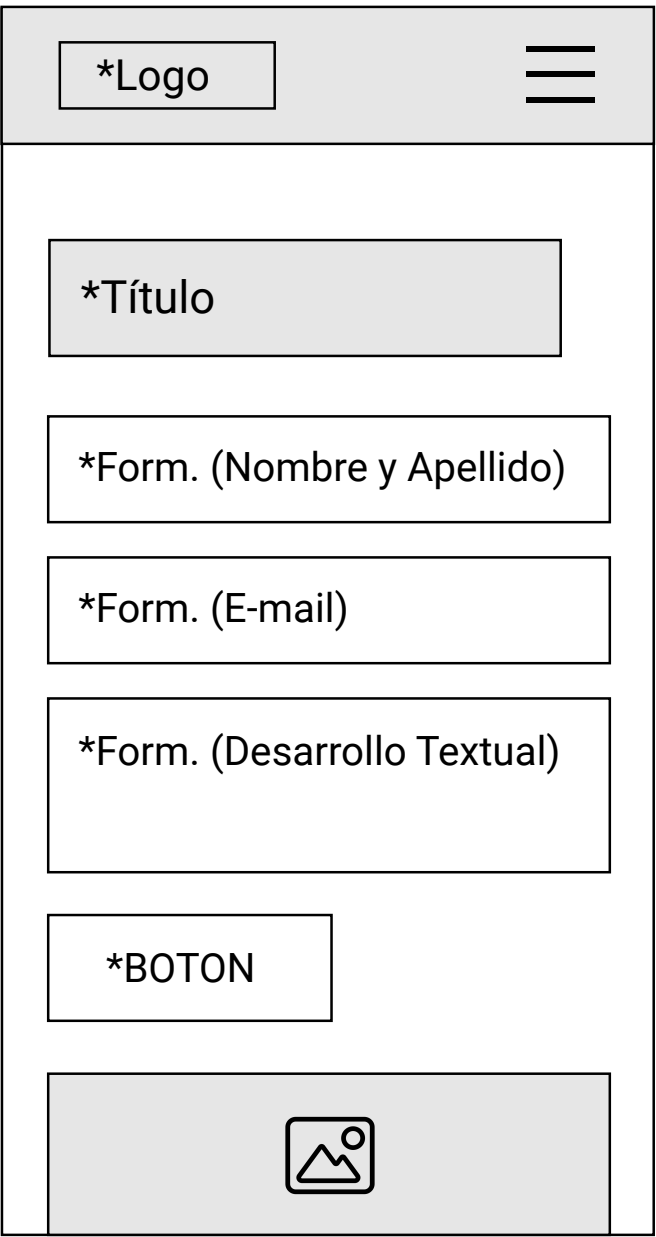 *Logo
*Título
*Form. (Nombre y Apellido)
*Form. (E-mail)
*Form. (Desarrollo Textual)
*BOTON